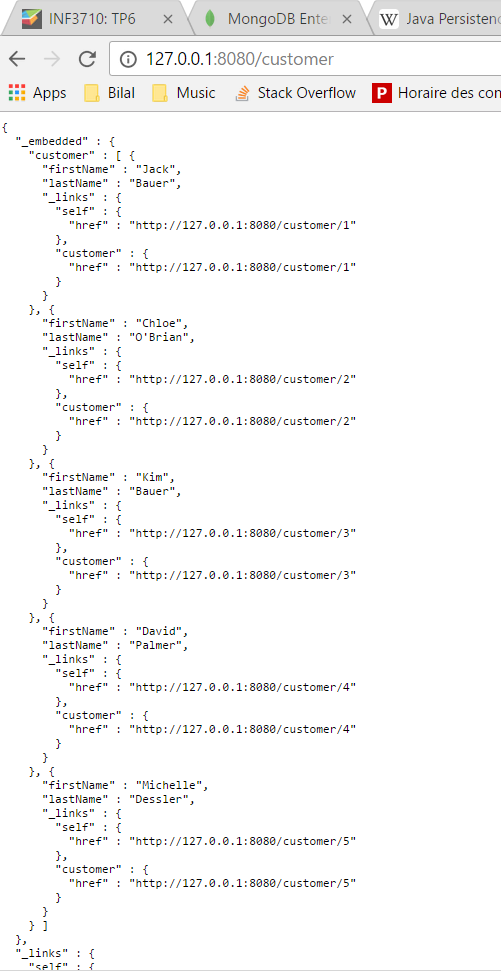 INF3710: TP6
MongoDB Ente
W Java Persistenc
127.0.0.1:8080/customer
Apps Bilal Music Stack Overflow P Horaire des con
{
  "_embedded" : {
    "customer" : [ {
      "firstName" : "Jack",
      "lastName" : "Bauer",
      "_links" : {
        "self" : {
          "href" : "http://127.0.0.1:8080/customer/1"
        },
        "customer" : {
          "href" : "http://127.0.0.1:8080/customer/1"
        }
      }
    }, {
      "firstName" : "Chloe",
      "lastName" : "O'Brian",
      "_links" : {
        "self" : {
          "href" : "http://127.0.0.1:8080/customer/2"
        },
        "customer" : {
          "href" : "http://127.0.0.1:8080/customer/2"
        }
      }
    }, {
      "firstName" : "Kim",
      "lastName" : "Bauer",
      "_links" : {
        "self" : {
          "href" : "http://127.0.0.1:8080/customer/3"
        },
        "customer" : {
          "href" : "http://127.0.0.1:8080/customer/3"
        }
      }
    }, {
      "firstName" : "David",
      "lastName" : "Palmer",
      "_links" : {
        "self" : {
          "href" : "http://127.0.0.1:8080/customer/4"
        },
        "customer" : {
          "href" : "http://127.0.0.1:8080/customer/4"
        }
      }
    }, {
      "firstName" : "Michelle",
      "lastName" : "Dessler",
      "_links" : {
        "self" : {
          "href" : "http://127.0.0.1:8080/customer/5"
        },
        "customer" : {
          "href" : "http://127.0.0.1:8080/customer/5"
        }
      }
    } ]
  },
  "_links" : {
    "self" : {